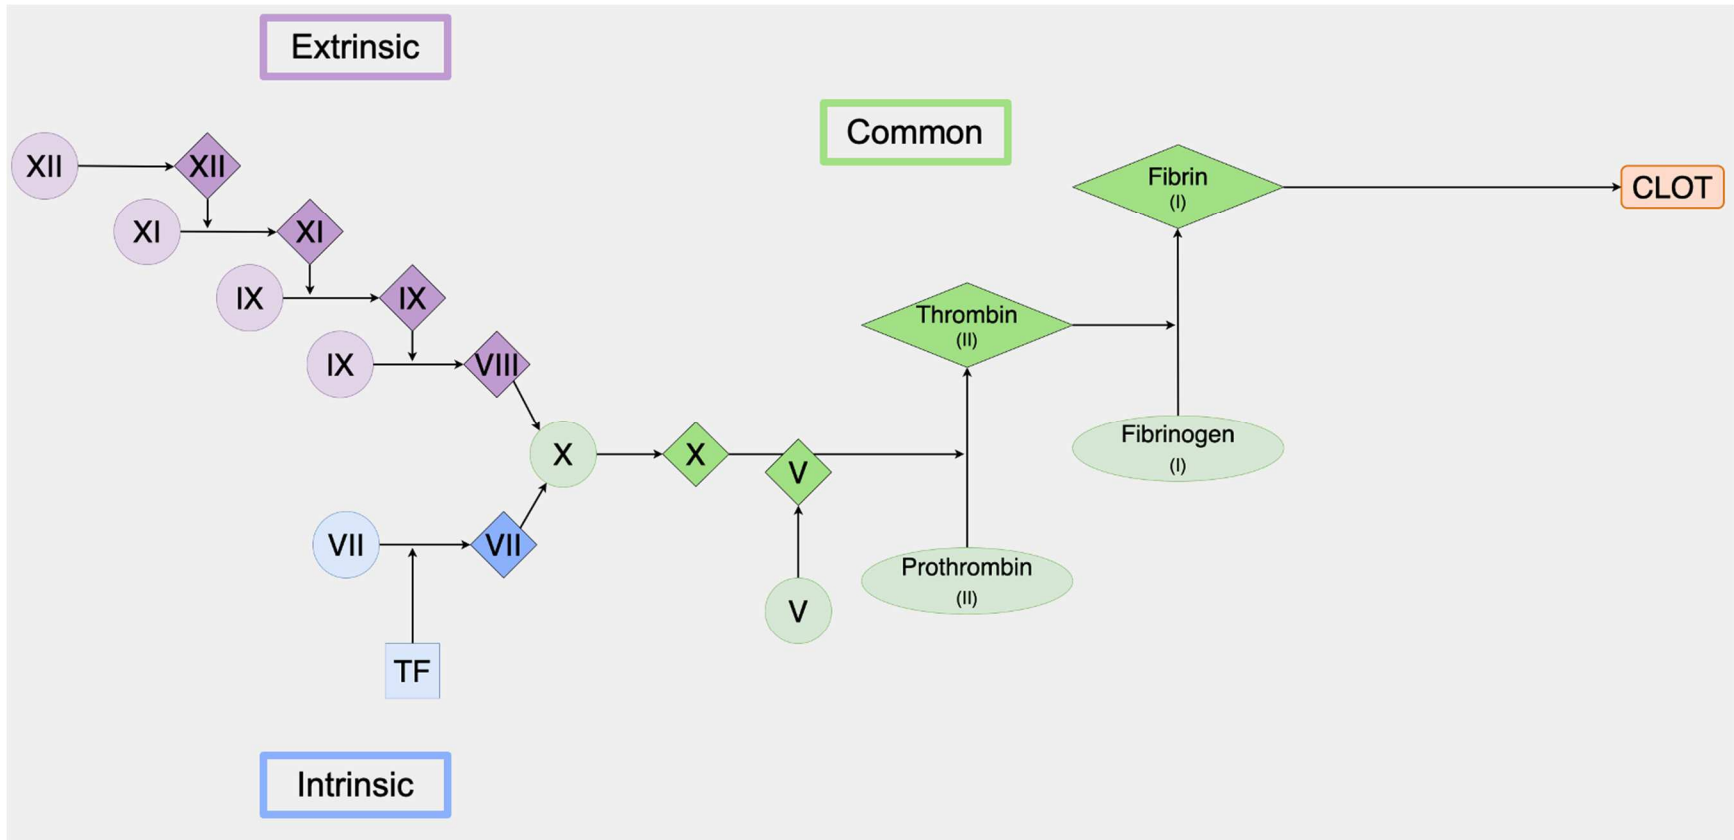 Extrinsic
Common
XII
XII
XI
XI
IX
IX
IX
VIII
X
X
V
V
VII
VII
TF
Thrombin
(II)
Prothrombin
(II)
Fibrin
(I)
Fibrinogen
(I)
CLOT
Intrinsic